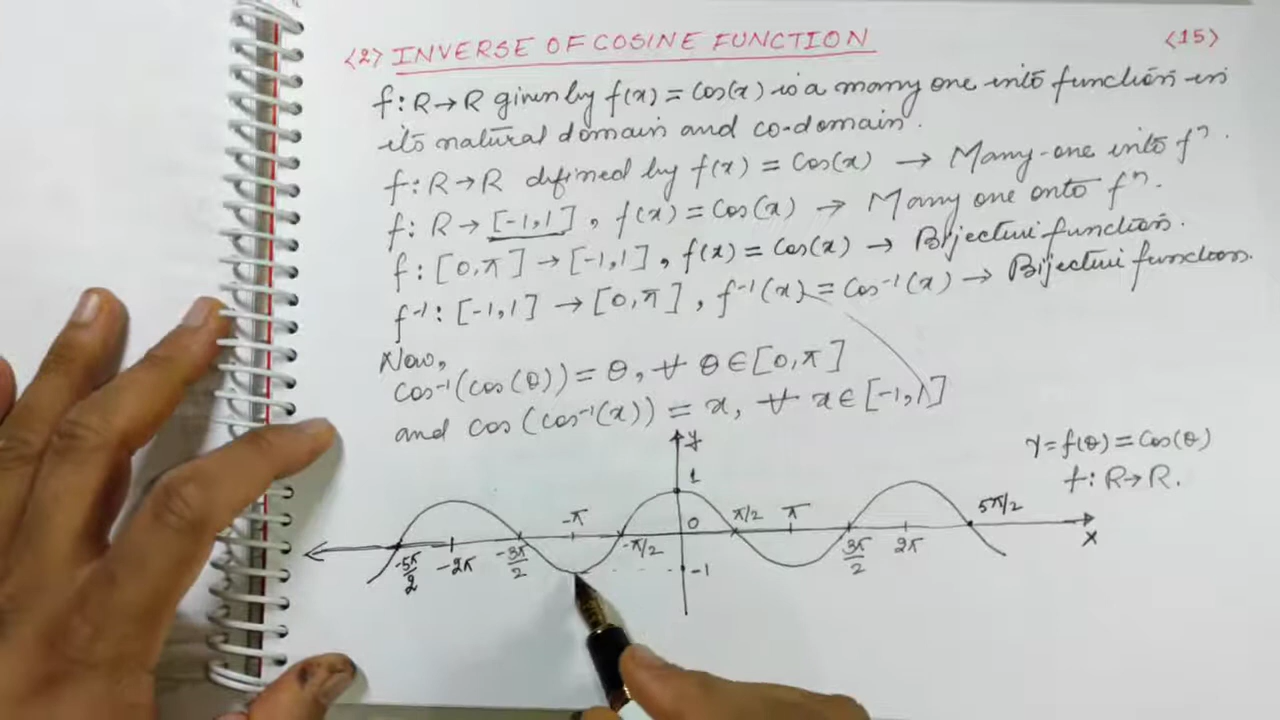 <2> INVERSE OF COSINE FUNCTION <15>
f: R→R given by f(x) = cos(x) is a many one into function in
its natural domain and co-domain.
f: R→R defined by f(x) = Cos(x) → Many-one into fⁿ.
f: R→[-1,1], f(x) = Cos(x) → Many one onto fⁿ.
f: [0,π]→[-1,1], f(x) = Cos(x) → Bijective function.
f⁻¹: [-1,1] → [0,π], f⁻¹(x) = Cos⁻¹(x) → Bijective function.
Now,
cos⁻¹(cos(θ)) = θ, ∀ θ∈[0,π]
and cos(cos⁻¹(x)) = x, ∀ x∈[-1,1]
y
Y=f(θ)=Cos(θ)
f: R→R.
1
-π 0 π/2 π 5π/2
-5π/2 -2π -3π/2 -π/2 3π/2 2π X
-1